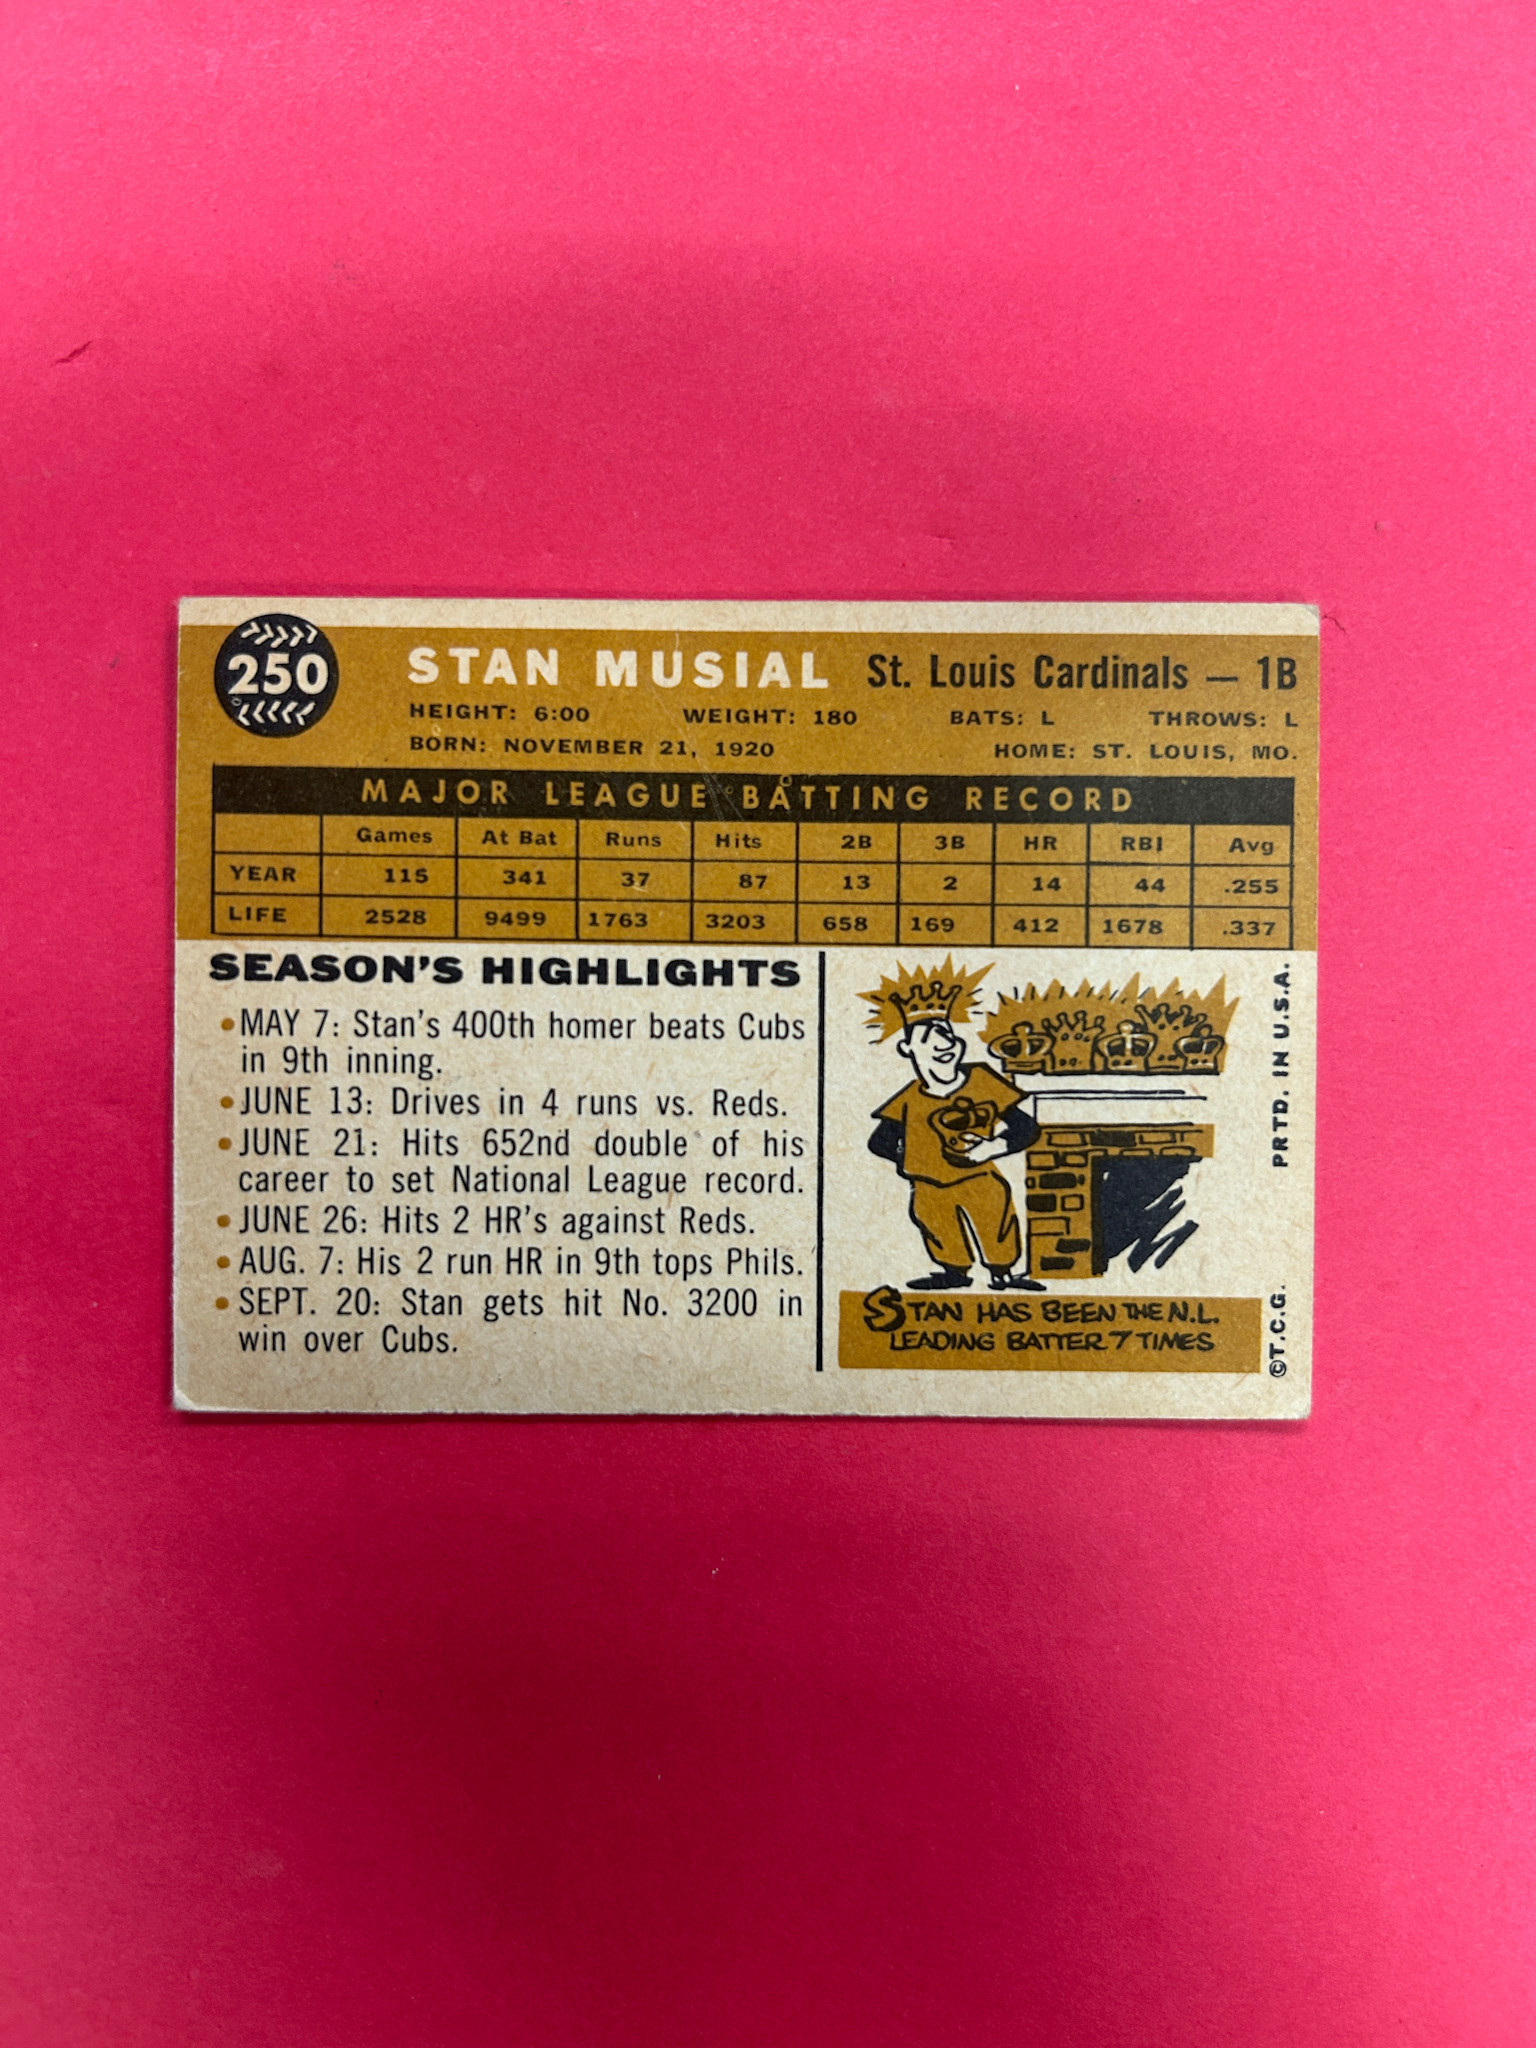 250
STAN MUSIAL St. Louis Cardinals — 1B
HEIGHT: 6:00 WEIGHT: 180 BATS: L THROWS: L
BORN: NOVEMBER 21, 1920 HOME: ST. LOUIS, MO.
MAJOR LEAGUE BATTING RECORD
Games At Bat Runs Hits 2B 3B HR RBI Avg
YEAR 115 341 37 87 13 2 14 44 .255
LIFE 2528 9499 1763 3203 658 169 412 1678 .337
SEASON'S HIGHLIGHTS
•MAY 7: Stan's 400th homer beats Cubs
in 9th inning.
•JUNE 13: Drives in 4 runs vs. Reds.
•JUNE 21: Hits 652nd double of his
career to set National League record.
•JUNE 26: Hits 2 HR's against Reds.
•AUG. 7: His 2 run HR in 9th tops Phils.
•SEPT. 20: Stan gets hit No. 3200 in
win over Cubs.
STAN HAS BEEN THE N.L.
LEADING BATTER 7 TIMES
©T.C.G. PRTD. IN U.S.A.